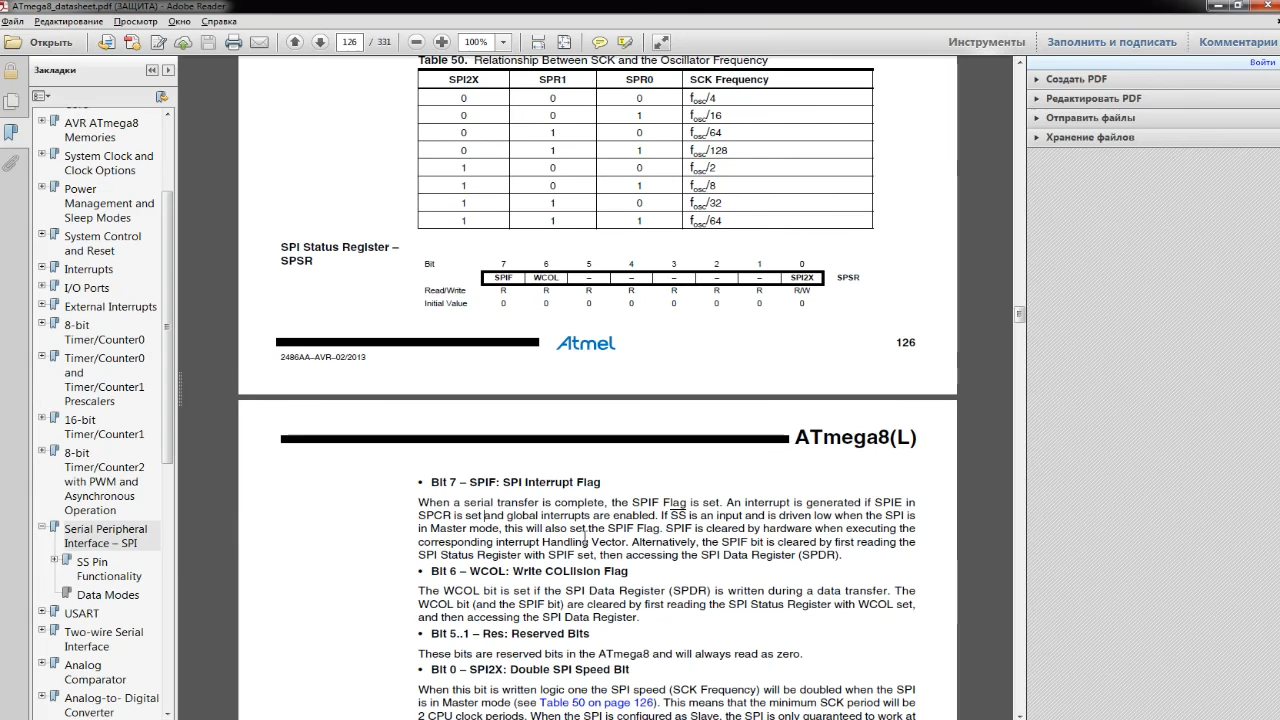 ATmega8_datasheet.pdf (ЗАЩИТА) - Adobe Reader
Файл Редактирование Просмотр Окно Справка
Открыть 126 / 331 100% Инструменты Заполнить и подписать Комментарии
Войти
Закладки
AVR ATmega8
Memories
System Clock and
Clock Options
Power
Management and
Sleep Modes
System Control
and Reset
Interrupts
I/O Ports
External Interrupts
8-bit
Timer/Counter0
Timer/Counter0
and
Timer/Counter1
Prescalers
16-bit
Timer/Counter1
8-bit
Timer/Counter2
with PWM and
Asynchronous
Operation
Serial Peripheral
Interface – SPI
SS Pin
Functionality
Data Modes
USART
Two-wire Serial
Interface
Analog
Comparator
Analog-to- Digital
Converter
Table 50. Relationship Between SCK and the Oscillator Frequency
SPI2X SPR1 SPR0 SCK Frequency
0 0 0 fosc/4
0 0 1 fosc/16
0 1 0 fosc/64
0 1 1 fosc/128
1 0 0 fosc/2
1 0 1 fosc/8
1 1 0 fosc/32
1 1 1 fosc/64
SPI Status Register –
SPSR
Bit 7 6 5 4 3 2 1 0
SPIF WCOL – – – – – SPI2X SPSR
Read/Write R R R R R R R R/W
Initial Value 0 0 0 0 0 0 0 0
Atmel 126
2486AA–AVR–02/2013
ATmega8(L)
• Bit 7 – SPIF: SPI Interrupt Flag
When a serial transfer is complete, the SPIF Flag is set. An interrupt is generated if SPIE in
SPCR is set and global interrupts are enabled. If SS is an input and is driven low when the SPI is
in Master mode, this will also set the SPIF Flag. SPIF is cleared by hardware when executing the
corresponding interrupt Handling Vector. Alternatively, the SPIF bit is cleared by first reading the
SPI Status Register with SPIF set, then accessing the SPI Data Register (SPDR).
• Bit 6 – WCOL: Write COLlision Flag
The WCOL bit is set if the SPI Data Register (SPDR) is written during a data transfer. The
WCOL bit (and the SPIF bit) are cleared by first reading the SPI Status Register with WCOL set,
and then accessing the SPI Data Register.
• Bit 5..1 – Res: Reserved Bits
These bits are reserved bits in the ATmega8 and will always read as zero.
• Bit 0 – SPI2X: Double SPI Speed Bit
When this bit is written logic one the SPI speed (SCK Frequency) will be doubled when the SPI
is in Master mode (see Table 50 on page 126). This means that the minimum SCK period will be
2 CPU clock periods. When the SPI is configured as Slave, the SPI is only guaranteed to work at
Создать PDF
Редактировать PDF
Отправить файлы
Хранение файлов